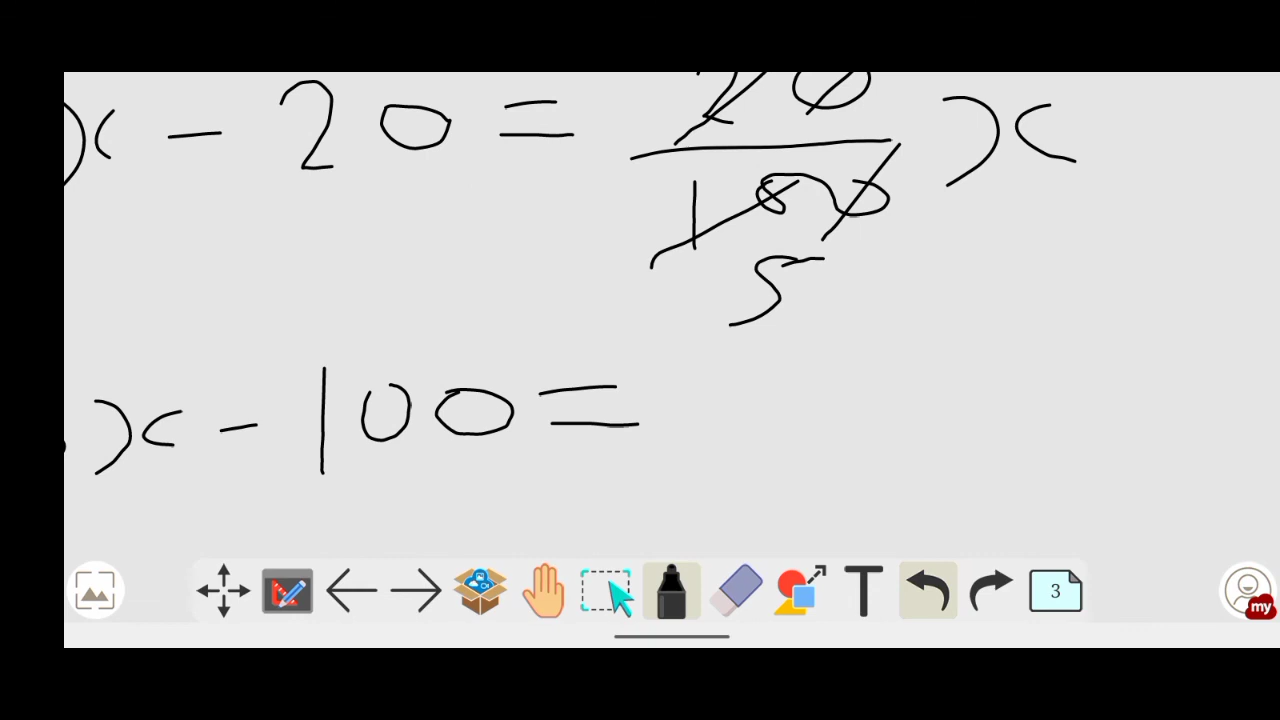 x - 20 = 20/100 x
5
x - 100 =
3
my